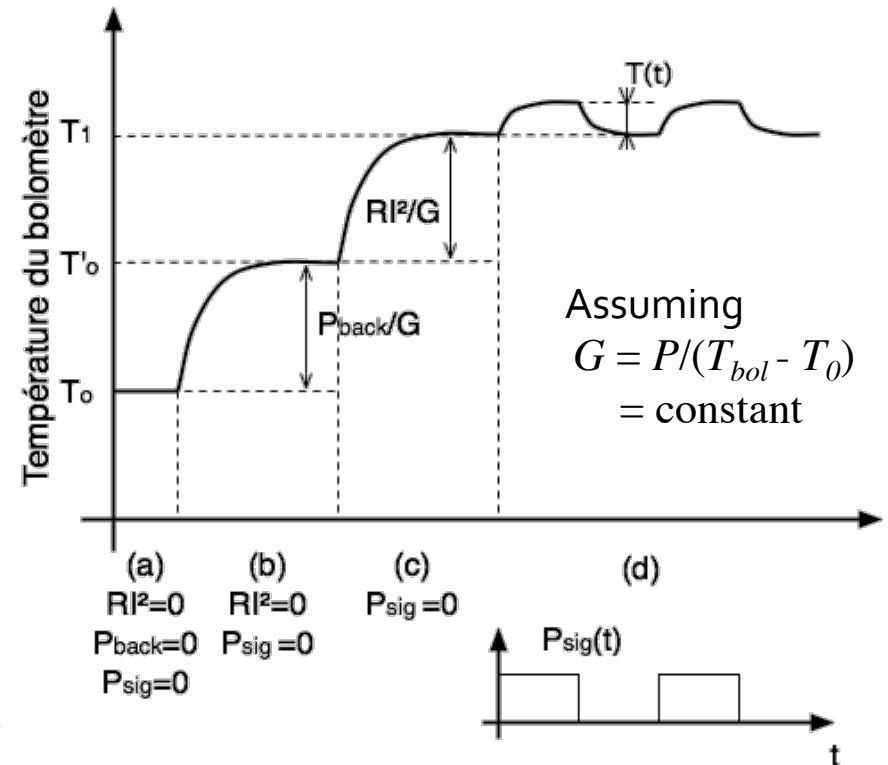 Température du bolomètre
T(t)
T1
RI²/G
T'o
Pback/G
Assuming
G = P/(Tbol - T0)
= constant
To
(a)
RI²=0
Pback=0
Psig=0
(b)
RI²=0
Psig =0
(c)
Psig =0
(d)
Psig(t)
t